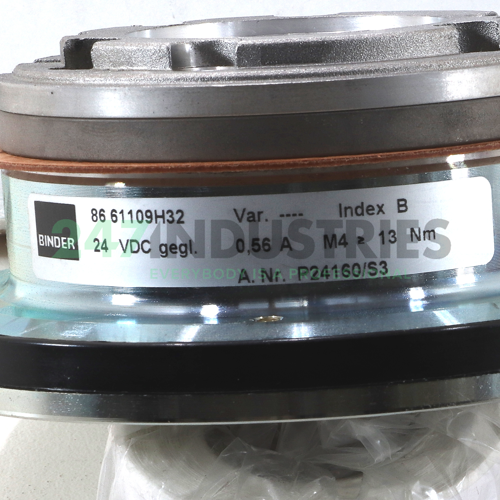 BINDER
86 61109H32 Var. ---- Index B
24 VDC gegl. 0,56 A M4 ≥ 13 Nm
A. Nr. P24160/S3
247INDUSTRIES